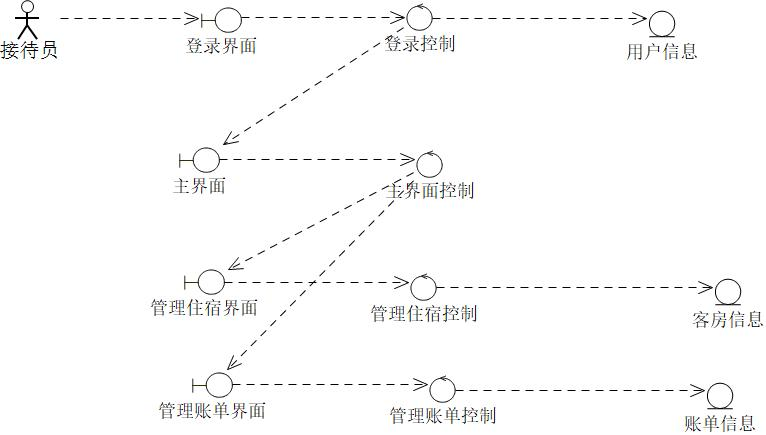 接待员
登录界面
登录控制
用户信息
主界面
主界面控制
管理住宿界面
管理住宿控制
客房信息
管理账单界面
管理账单控制
账单信息